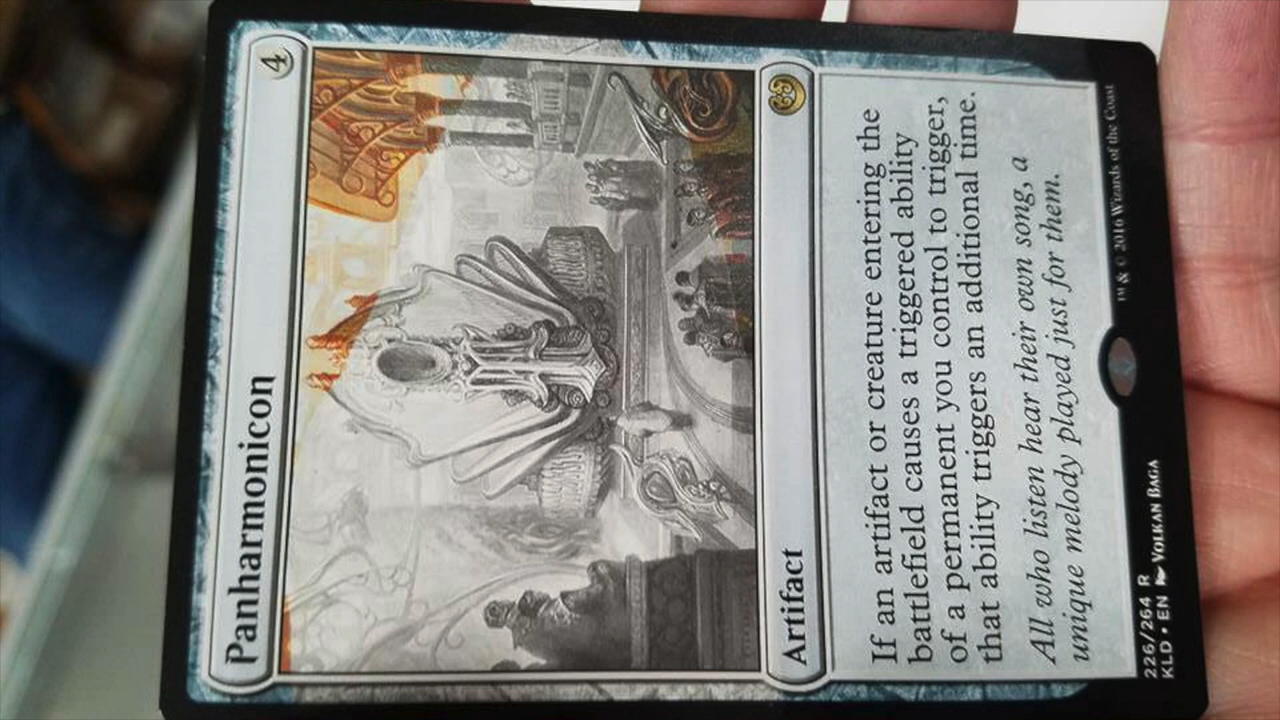 Panharmonicon 4
Artifact
If an artifact or creature entering the
battlefield causes a triggered ability
of a permanent you control to trigger,
that ability triggers an additional time.
All who listen hear their own song, a
unique melody played just for them.
226/264 R
KLD • EN VOLKAN BAGA
™ & © 2016 Wizards of the Coast